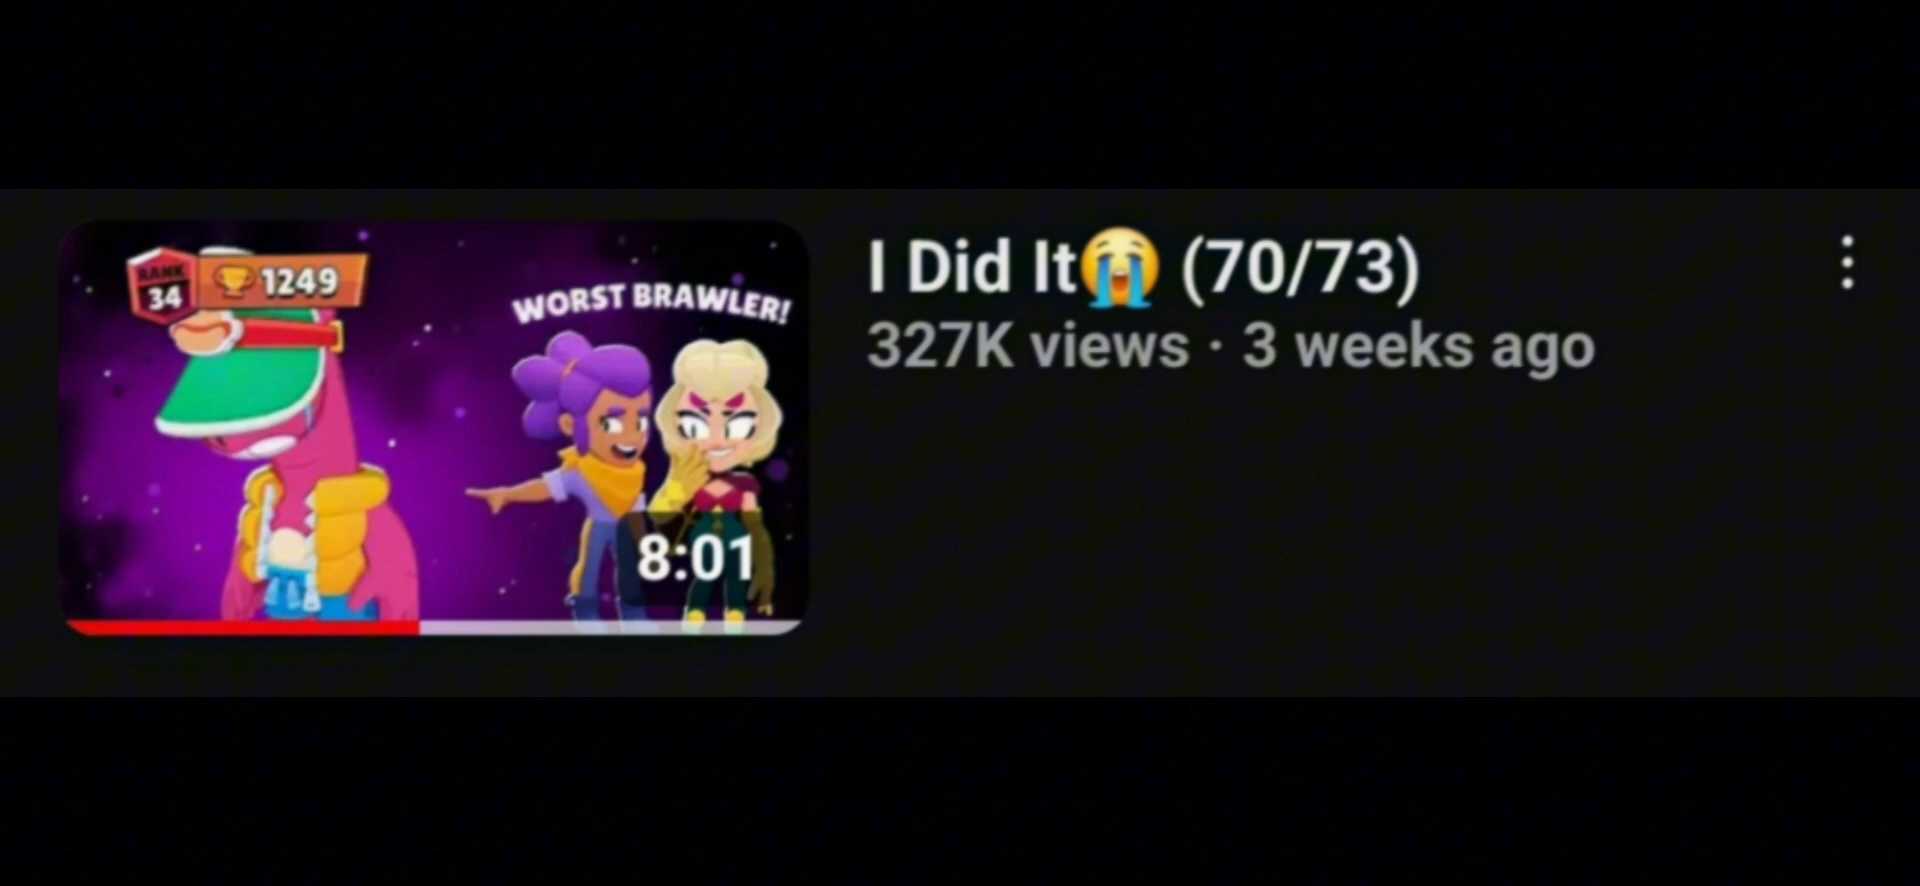 RANK
34
1249
WORST BRAWLER!
8:01
I Did It😭 (70/73)
327K views · 3 weeks ago